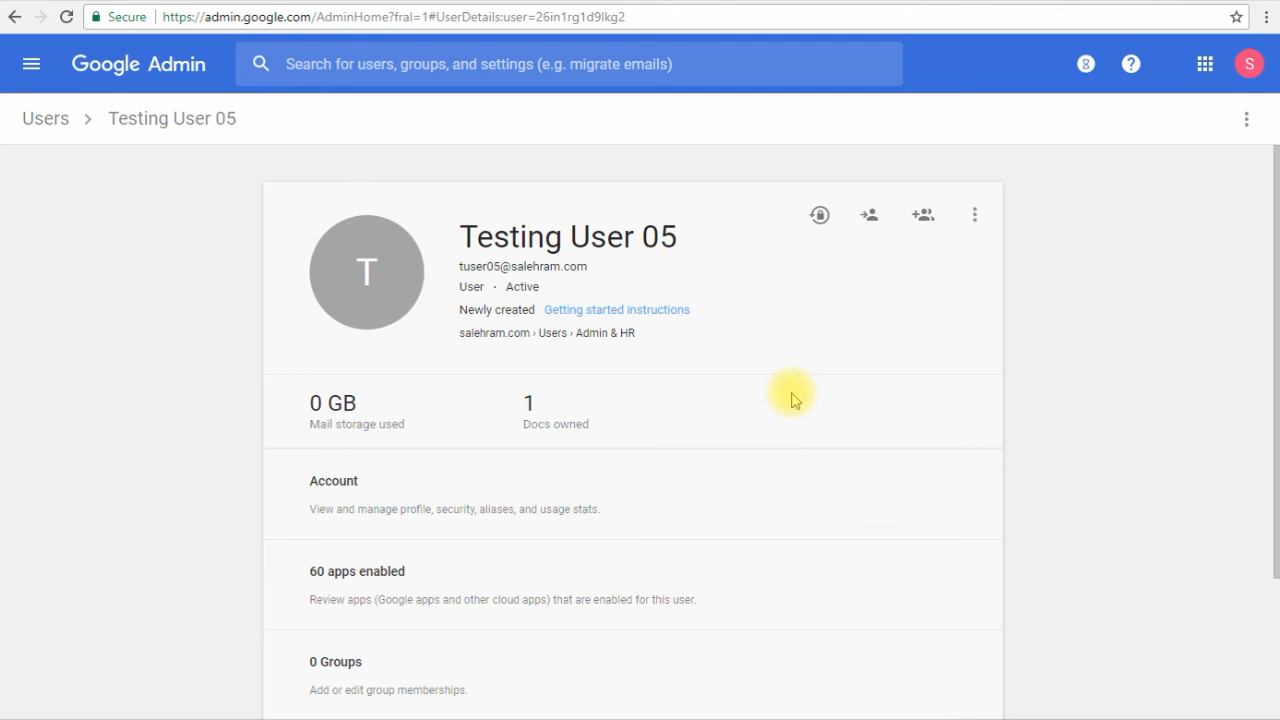 Secure https://admin.google.com/AdminHome?fral=1#UserDetails:user=26in1rg1d9lkg2
Google Admin Search for users, groups, and settings (e.g. migrate emails) S
Users > Testing User 05
T
Testing User 05
tuser05@salehram.com
User · Active
Newly created Getting started instructions
salehram.com › Users › Admin & HR
0 GB 1
Mail storage used Docs owned
Account
View and manage profile, security, aliases, and usage stats.
60 apps enabled
Review apps (Google apps and other cloud apps) that are enabled for this user.
0 Groups
Add or edit group memberships.